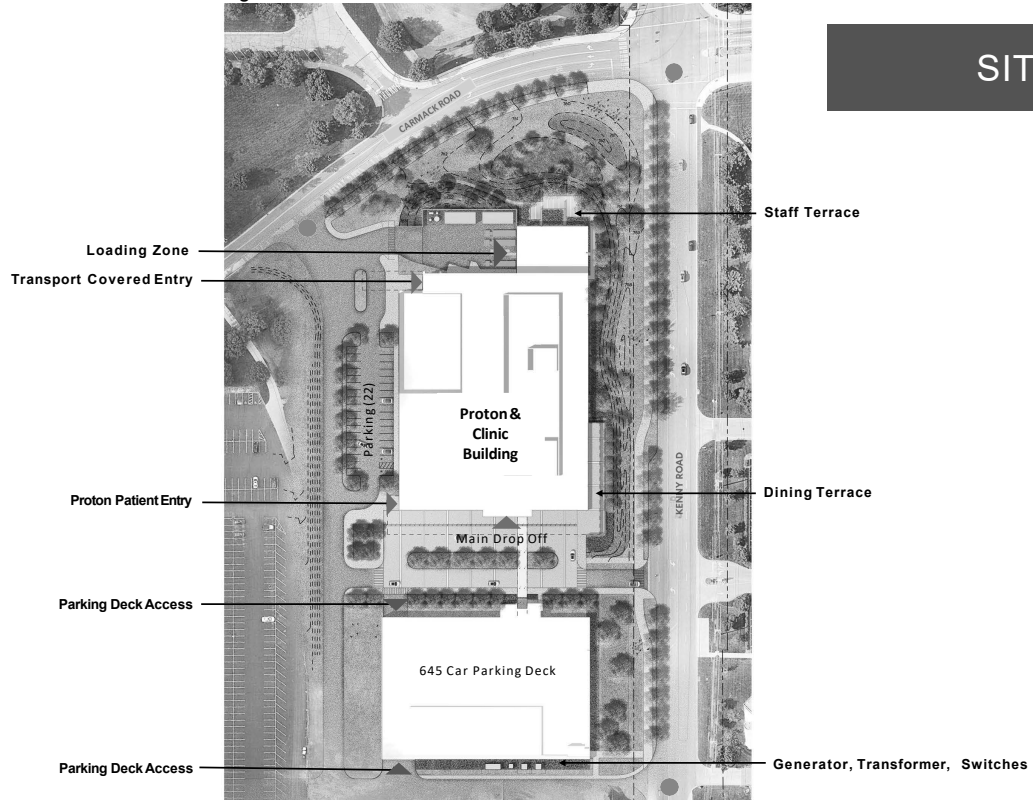 SIT
CARMACK ROAD
Staff Terrace
Loading Zone
Transport Covered Entry
Parking (22)
Proton &
Clinic
Building
KENNY ROAD
Proton Patient Entry
Dining Terrace
Main Drop Off
Parking Deck Access
645 Car Parking Deck
Parking Deck Access
Generator, Transformer, Switches